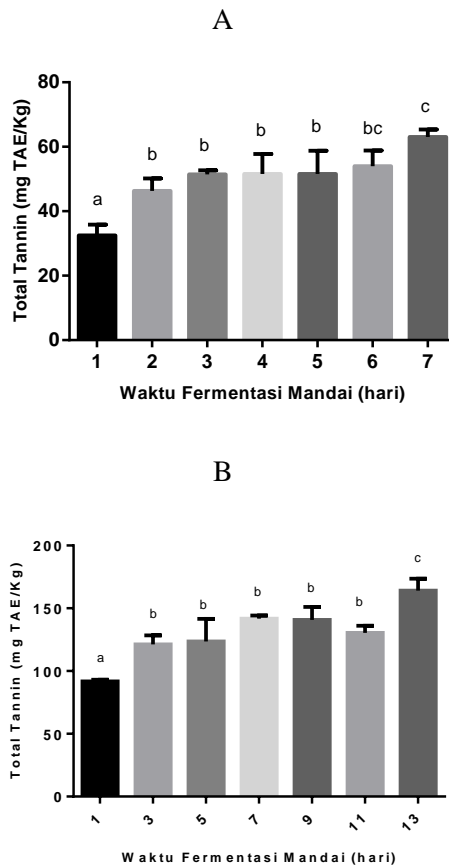 A
Total Tannin (mg TAE/Kg)
80
60
40
20
0
a
b
b
b
b
bc
c
1 2 3 4 5 6 7
Waktu Fermentasi Mandai (hari)
B
Total Tannin (mg TAE/Kg)
200
150
100
50
0
a
b
b
b
b
b
c
1 3 5 7 9 11 13
Waktu Fermentasi Mandai (hari)